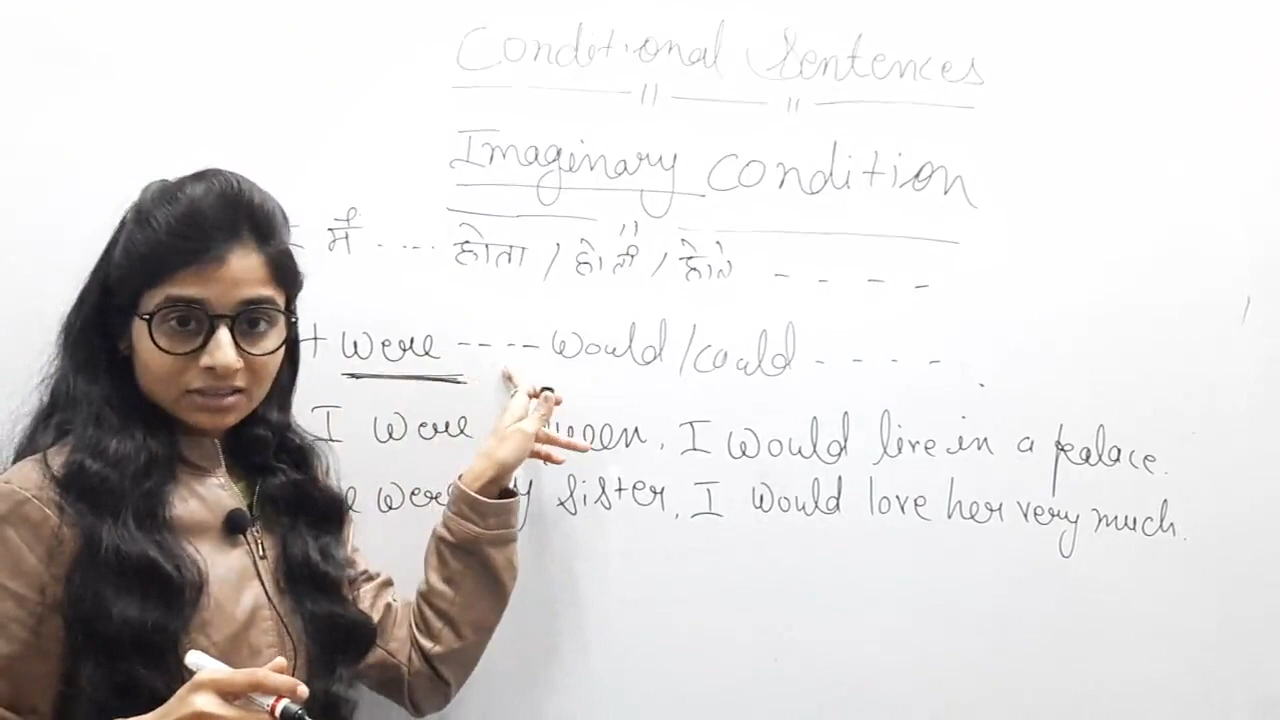 Conditional Sentences
Imaginary Condition
मैं .... होता / होती / होते - - - -
+ were ---- would/could - - - - .
I were queen, I would live in a palace.
were my sister, I would love her very much.